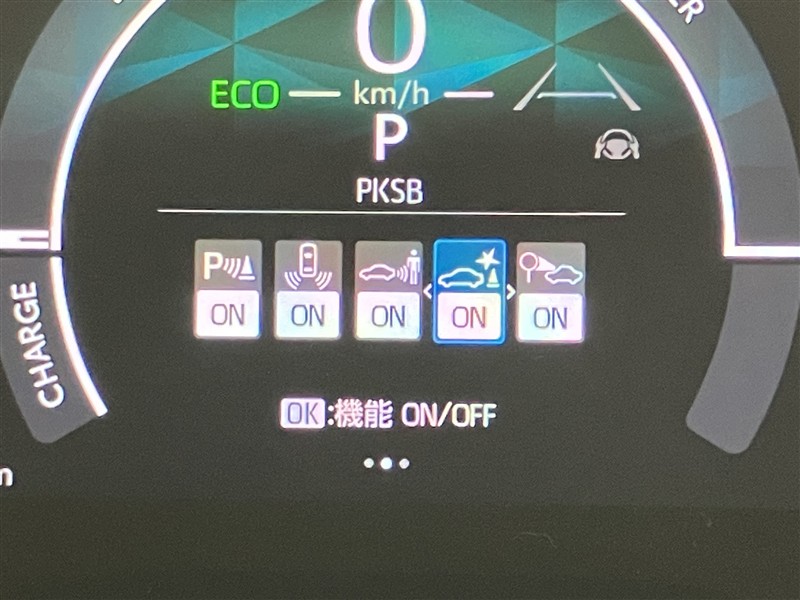 0
ECO km/h
P
PKSB
P
ON ON ON ON ON
CHARGE
OK:機能 ON/OFF